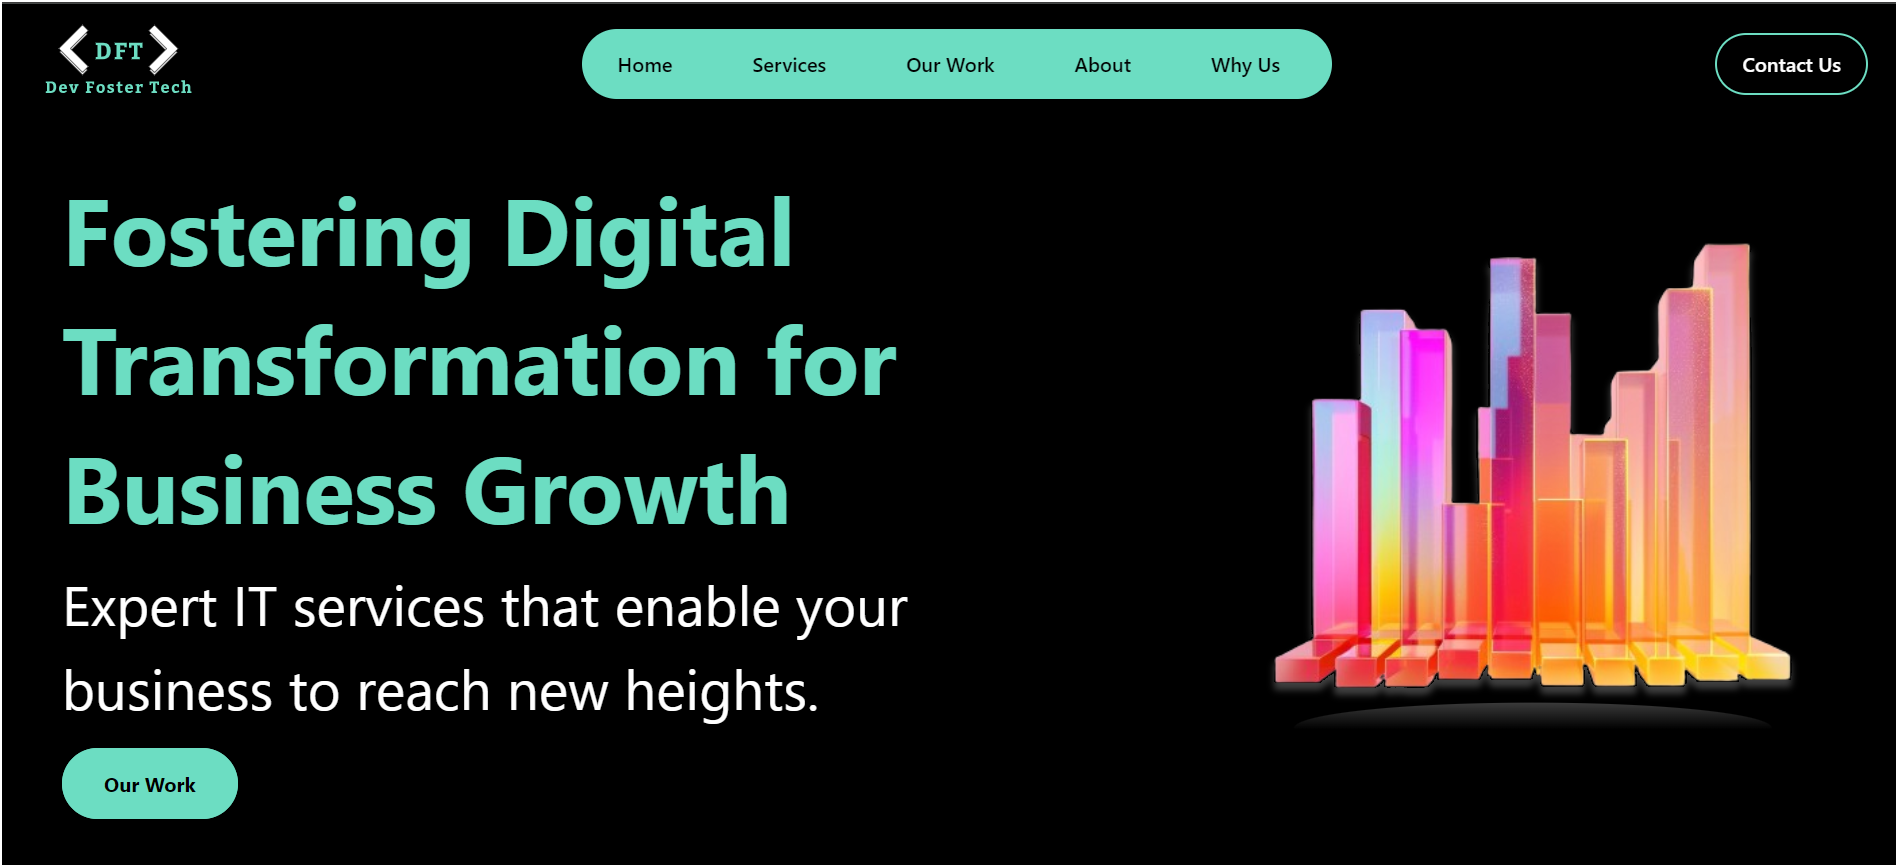 DFT
Dev Foster Tech
Home Services Our Work About Why Us
Contact Us
Fostering Digital
Transformation for
Business Growth
Expert IT services that enable your
business to reach new heights.
Our Work